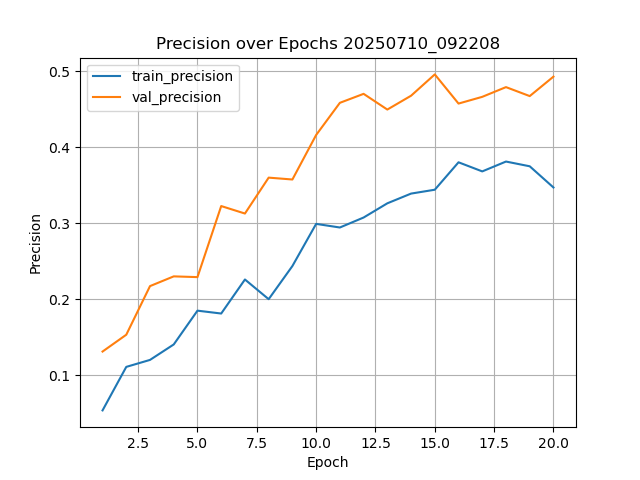 Precision over Epochs 20250710_092208
train_precision
val_precision
0.5
0.4
0.3
0.2
0.1
Precision
2.5 5.0 7.5 10.0 12.5 15.0 17.5 20.0
Epoch